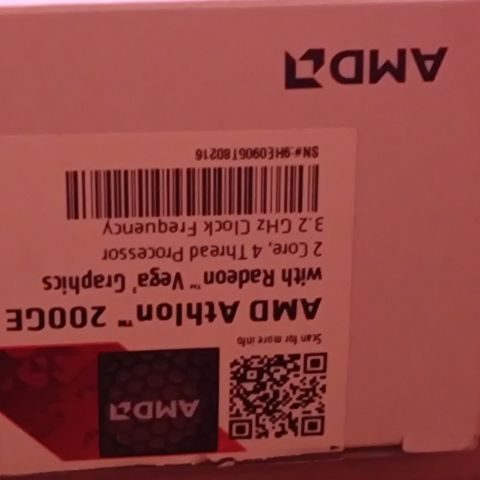 AMD
Scan for more info
AMD Athlon™ 200GE
with Radeon™ Vega³ Graphics
2 Core, 4 Thread Processor
3.2 GHz Clock Frequency
SN#:9HE0906T80216
AMD